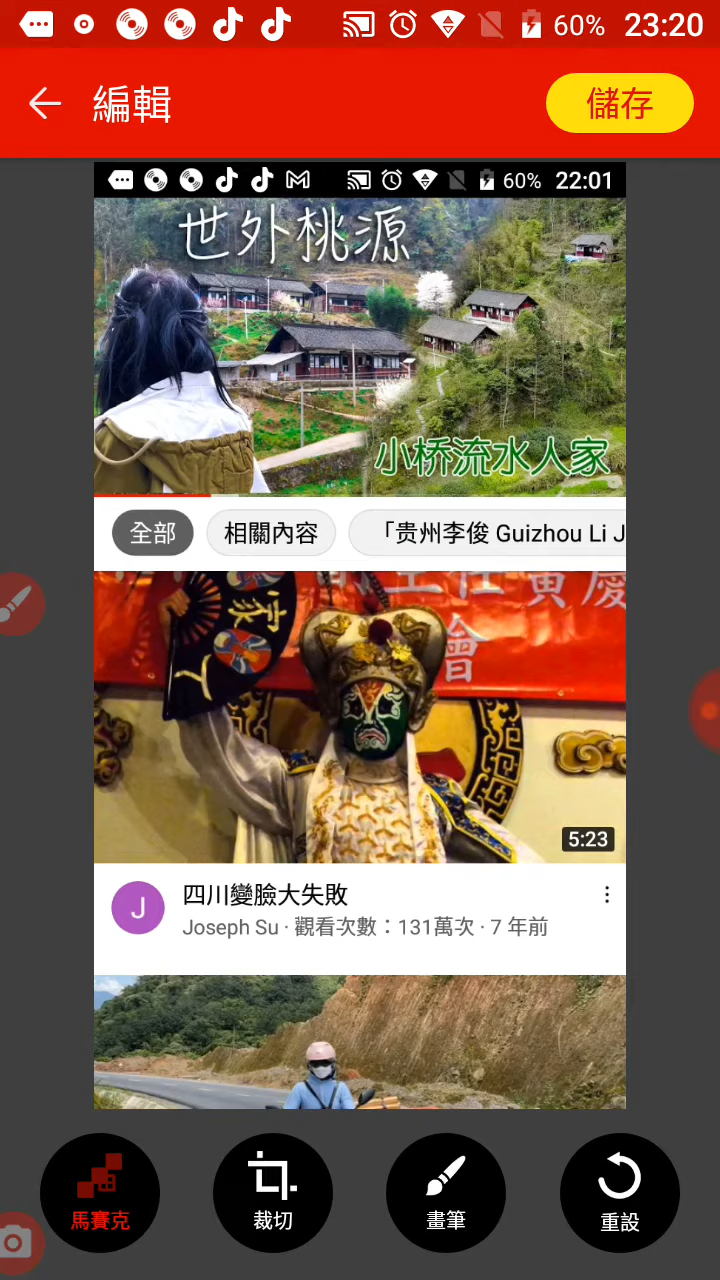 60% 23:20
編輯
儲存
60% 22:01
世外桃源
小桥流水人家
全部
相關內容
「贵州李俊 Guizhou Li J
會
家
5:23
J
四川變臉大失敗
Joseph Su · 觀看次數：131萬次 · 7 年前
馬賽克
裁切
畫筆
重設